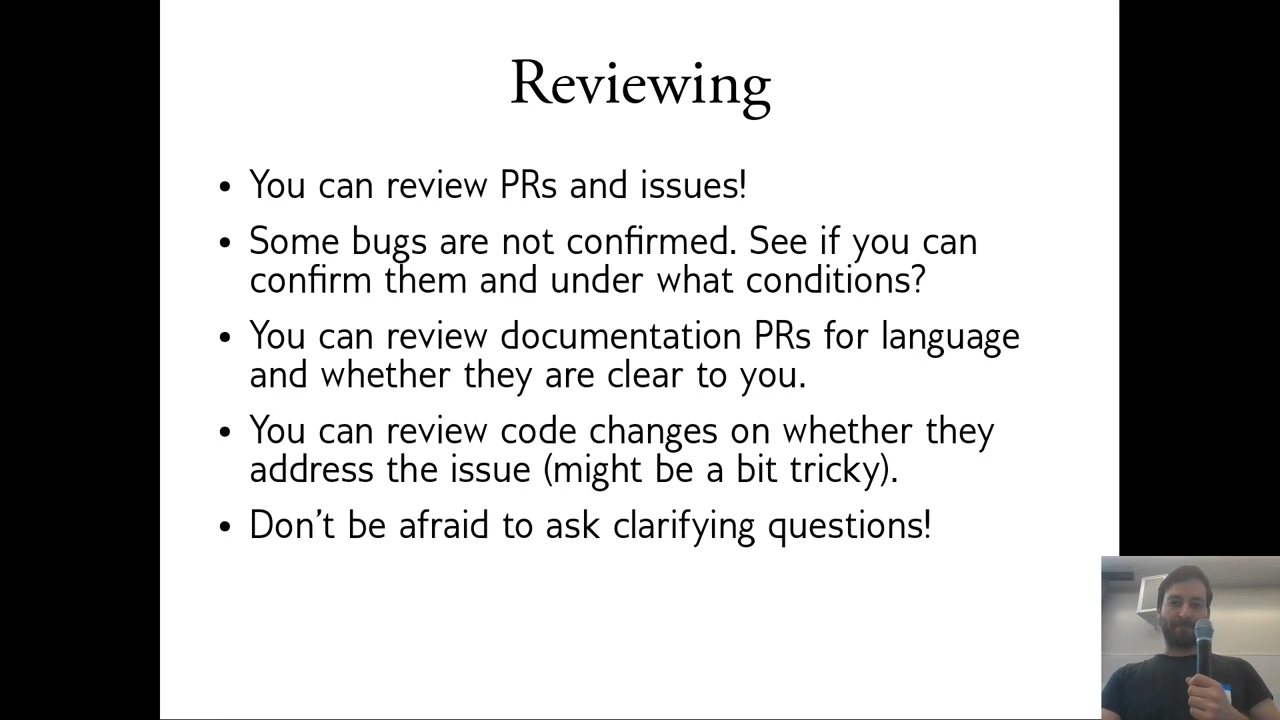 Reviewing
• You can review PRs and issues!
• Some bugs are not confirmed. See if you can
confirm them and under what conditions?
• You can review documentation PRs for language
and whether they are clear to you.
• You can review code changes on whether they
address the issue (might be a bit tricky).
• Don't be afraid to ask clarifying questions!